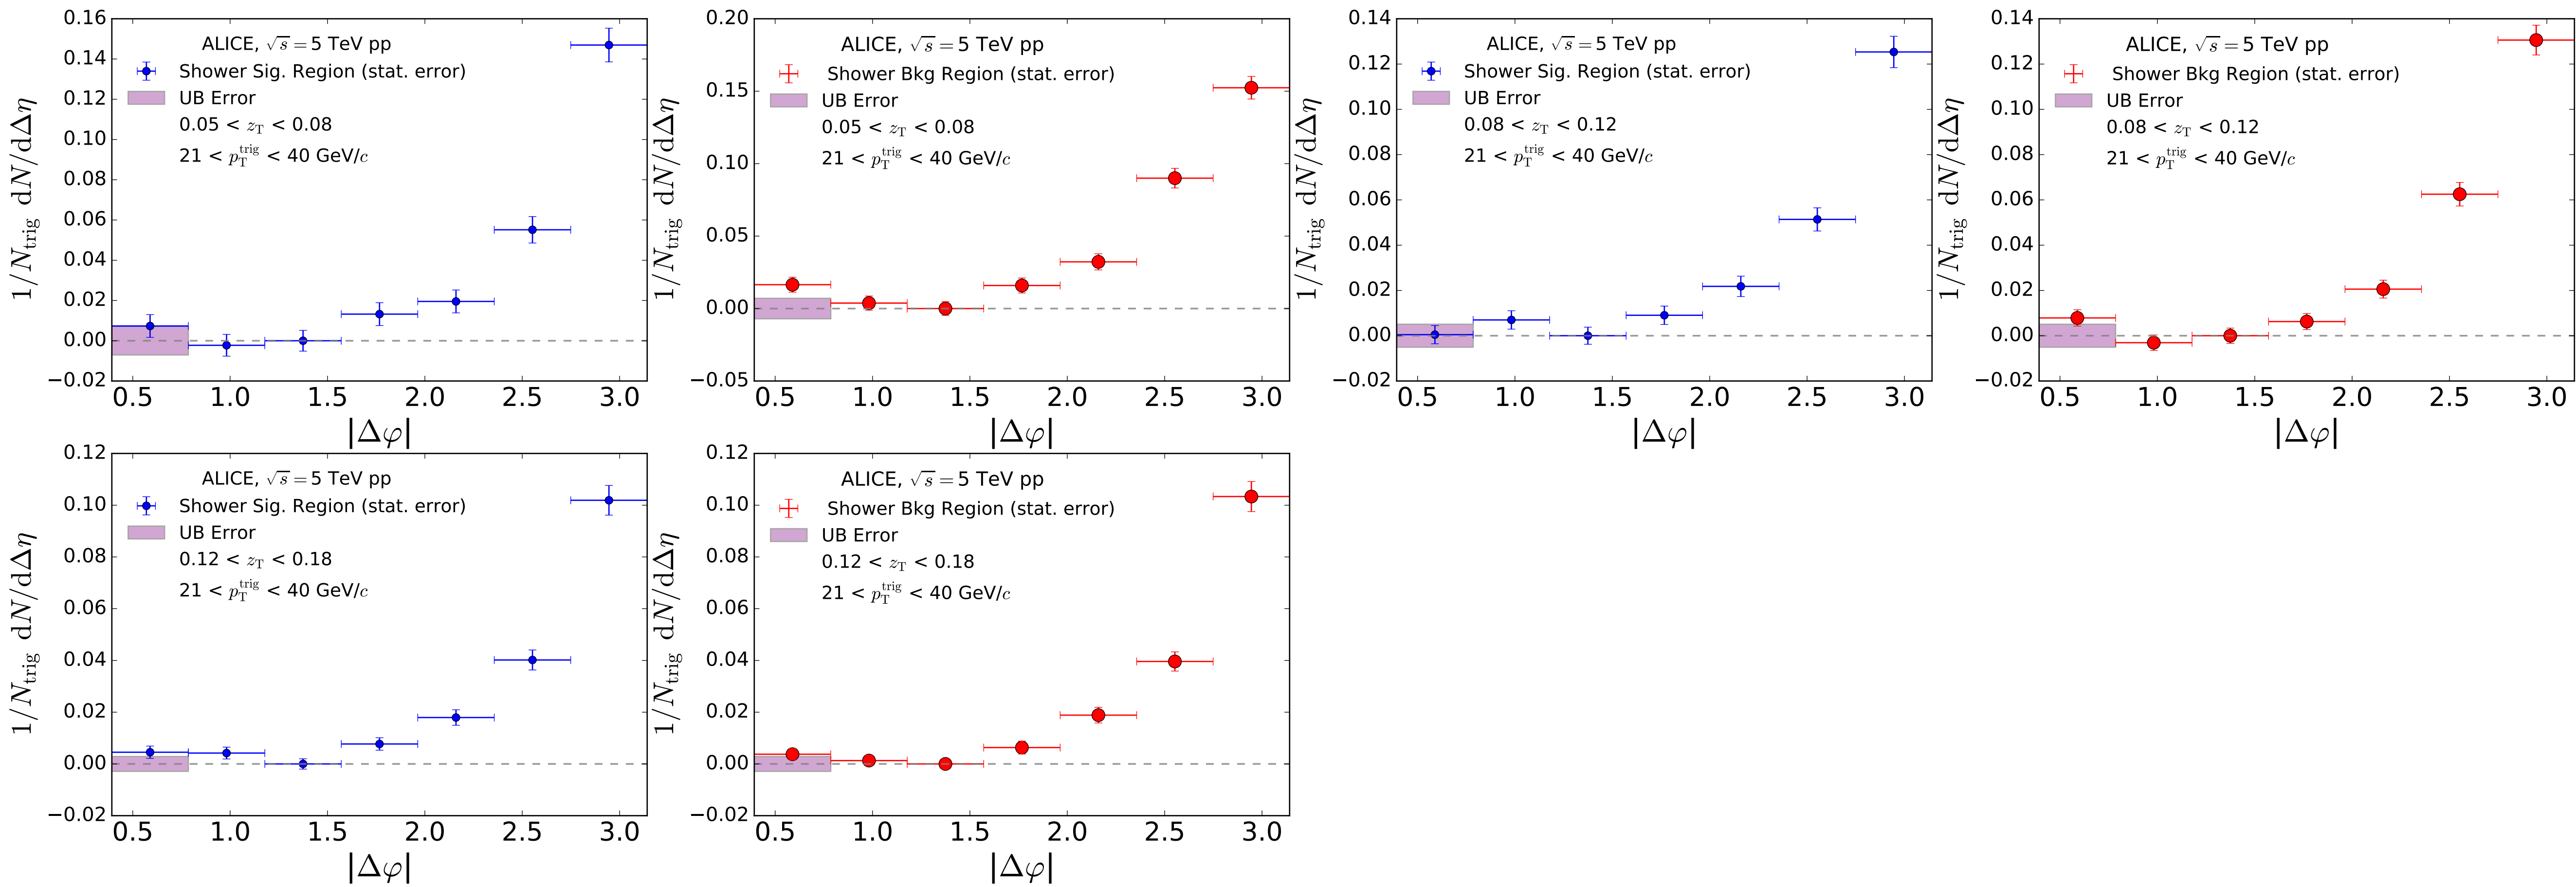 0.16
0.14
0.12
0.10
0.08
0.06
0.04
0.02
0.00
−0.02
1/N_trig dN/dΔη
ALICE, √s = 5 TeV pp
Shower Sig. Region (stat. error)
UB Error
0.05 < z_T < 0.08
21 < p_T^trig < 40 GeV/c
0.5 1.0 1.5 2.0 2.5 3.0
|Δφ|
0.20
0.15
0.10
0.05
0.00
−0.05
1/N_trig dN/dΔη
ALICE, √s = 5 TeV pp
Shower Bkg Region (stat. error)
UB Error
0.05 < z_T < 0.08
21 < p_T^trig < 40 GeV/c
0.5 1.0 1.5 2.0 2.5 3.0
|Δφ|
0.14
0.12
0.10
0.08
0.06
0.04
0.02
0.00
−0.02
1/N_trig dN/dΔη
ALICE, √s = 5 TeV pp
Shower Sig. Region (stat. error)
UB Error
0.08 < z_T < 0.12
21 < p_T^trig < 40 GeV/c
0.5 1.0 1.5 2.0 2.5 3.0
|Δφ|
0.14
0.12
0.10
0.08
0.06
0.04
0.02
0.00
−0.02
1/N_trig dN/dΔη
ALICE, √s = 5 TeV pp
Shower Bkg Region (stat. error)
UB Error
0.08 < z_T < 0.12
21 < p_T^trig < 40 GeV/c
0.5 1.0 1.5 2.0 2.5 3.0
|Δφ|
0.12
0.10
0.08
0.06
0.04
0.02
0.00
−0.02
1/N_trig dN/dΔη
ALICE, √s = 5 TeV pp
Shower Sig. Region (stat. error)
UB Error
0.12 < z_T < 0.18
21 < p_T^trig < 40 GeV/c
0.5 1.0 1.5 2.0 2.5 3.0
|Δφ|
0.12
0.10
0.08
0.06
0.04
0.02
0.00
−0.02
1/N_trig dN/dΔη
ALICE, √s = 5 TeV pp
Shower Bkg Region (stat. error)
UB Error
0.12 < z_T < 0.18
21 < p_T^trig < 40 GeV/c
0.5 1.0 1.5 2.0 2.5 3.0
|Δφ|